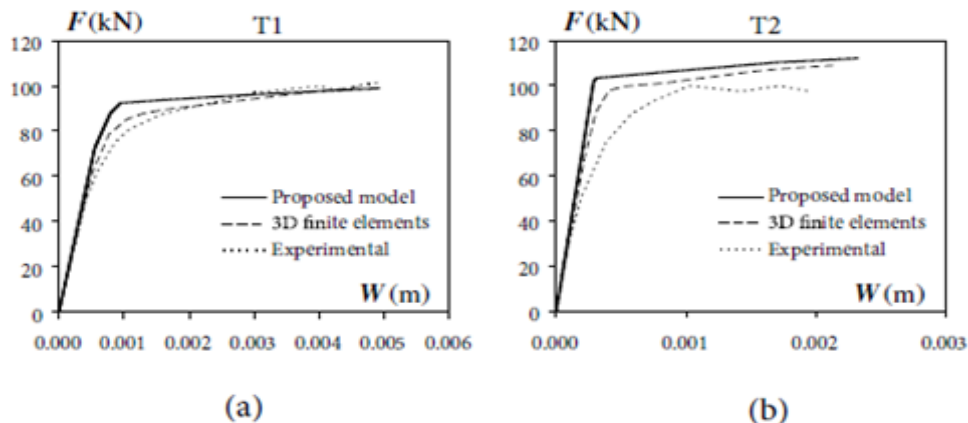 F(kN) T1
120
100
80
60
40
20
0
Proposed model
3D finite elements
Experimental
W(m)
0.000 0.001 0.002 0.003 0.004 0.005 0.006
(a)
F(kN) T2
120
100
80
60
40
20
0
Proposed model
3D finite elements
Experimental
W(m)
0.000 0.001 0.002 0.003
(b)